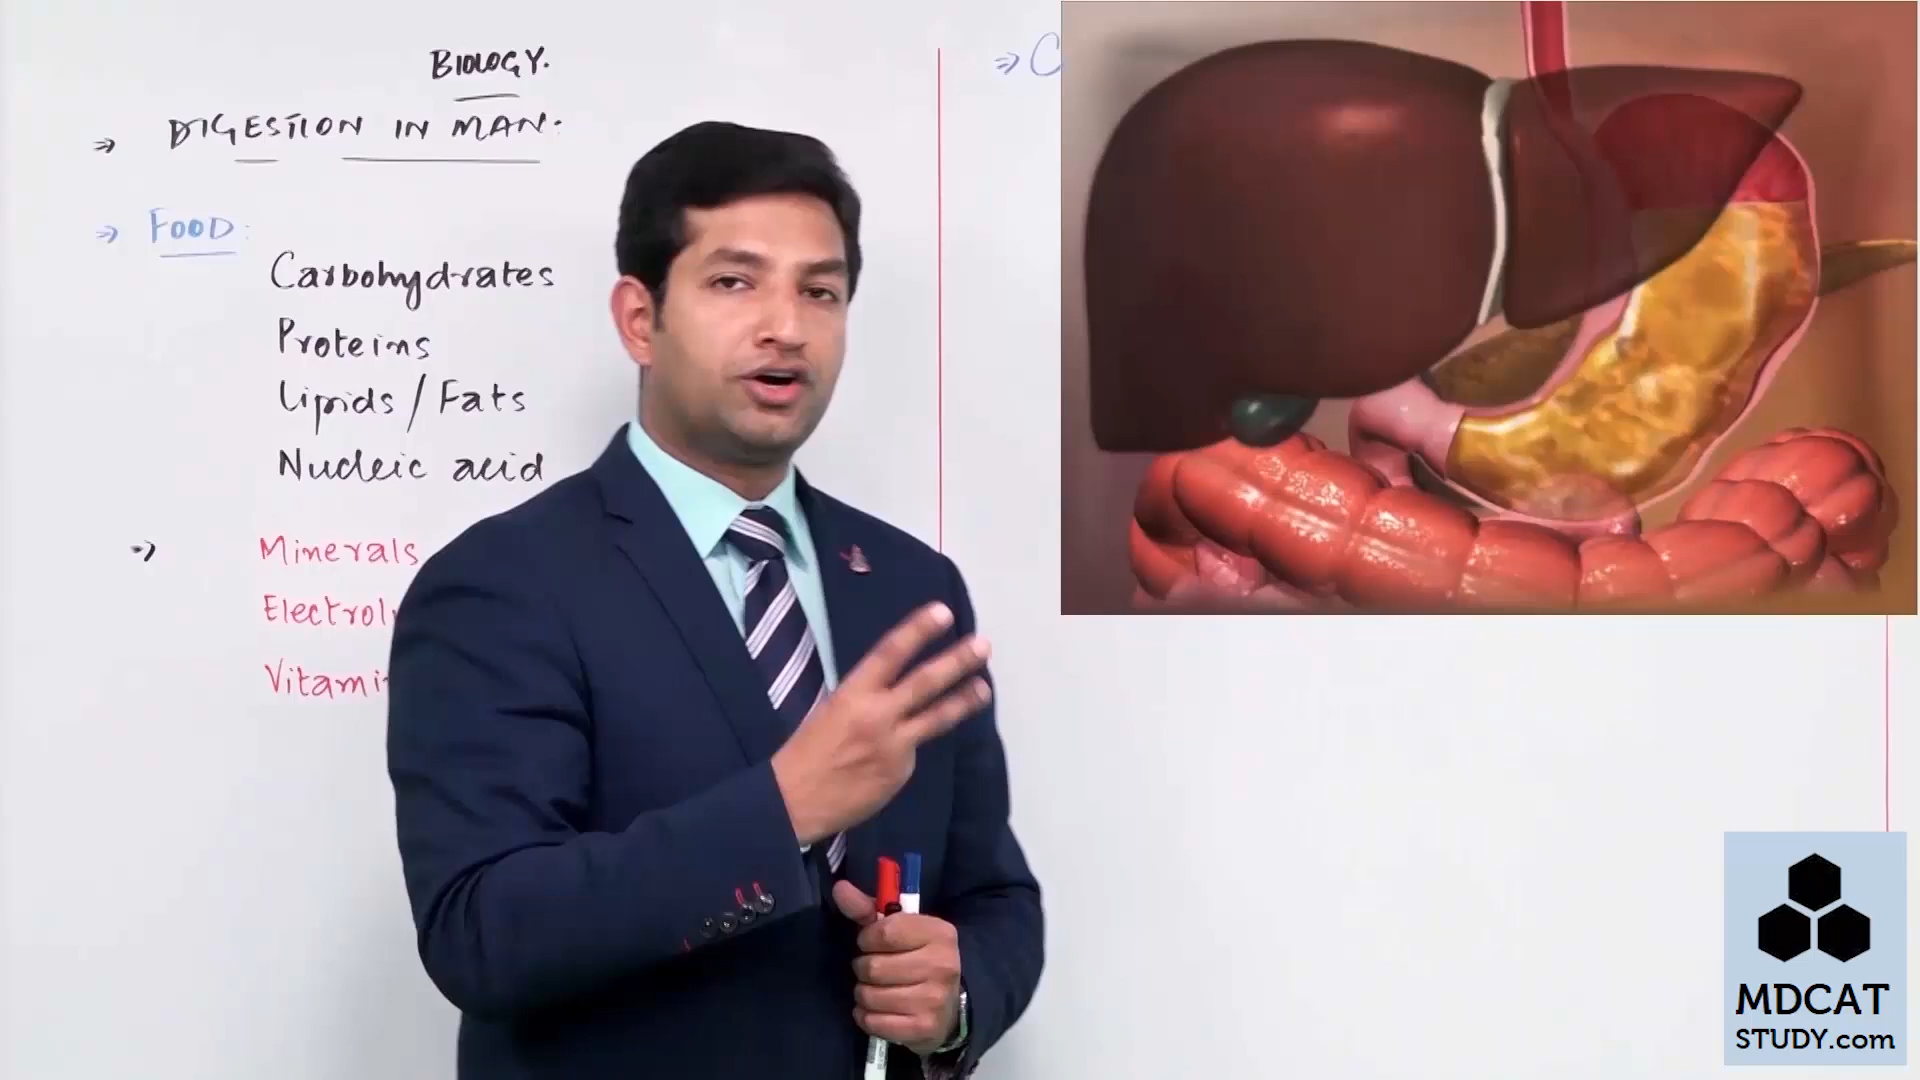 BIOLOGY.
⇒ DIGESTION IN MAN.
⇒ FOOD:
Carbohydrates
Proteins
Lipids / Fats
Nucleic acid
⇒ Minerals
⇒ C
MDCAT
STUDY.com